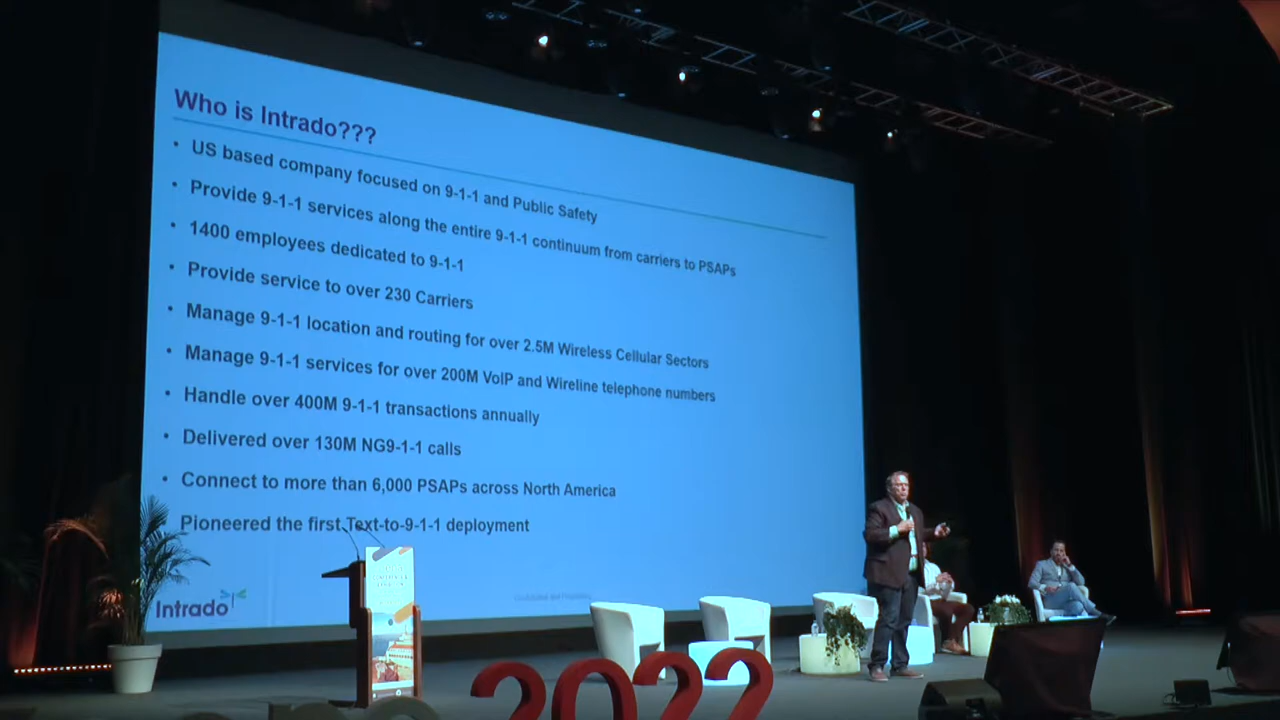 Who is Intrado???
• US based company focused on 9-1-1 and Public Safety
• Provide 9-1-1 services along the entire 9-1-1 continuum from carriers to PSAPs
• 1400 employees dedicated to 9-1-1
• Provide service to over 230 Carriers
• Manage 9-1-1 location and routing for over 2.5M Wireless Cellular Sectors
• Manage 9-1-1 services for over 200M VoIP and Wireline telephone numbers
• Handle over 400M 9-1-1 transactions annually
• Delivered over 130M NG9-1-1 calls
• Connect to more than 6,000 PSAPs across North America
Pioneered the first Text-to-9-1-1 deployment
Intrado
2022